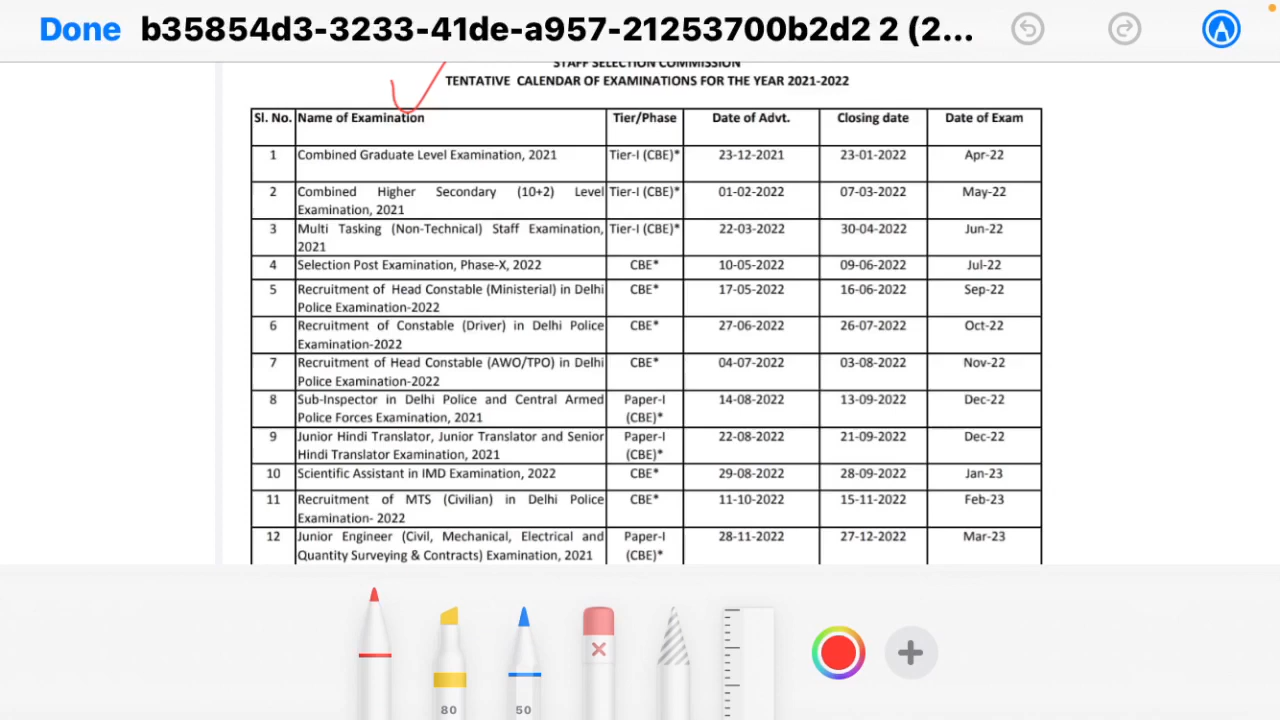 Done b35854d3-3233-41de-a957-21253700b2d2 2 (2...
STAFF SELECTION COMMISSION
TENTATIVE CALENDAR OF EXAMINATIONS FOR THE YEAR 2021-2022
Sl. No. Name of Examination Tier/Phase Date of Advt. Closing date Date of Exam
1 Combined Graduate Level Examination, 2021 Tier-I (CBE)* 23-12-2021 23-01-2022 Apr-22
2 Combined Higher Secondary (10+2) Level Tier-I (CBE)* 01-02-2022 07-03-2022 May-22
Examination, 2021
3 Multi Tasking (Non-Technical) Staff Examination, Tier-I (CBE)* 22-03-2022 30-04-2022 Jun-22
2021
4 Selection Post Examination, Phase-X, 2022 CBE* 10-05-2022 09-06-2022 Jul-22
5 Recruitment of Head Constable (Ministerial) in Delhi CBE* 17-05-2022 16-06-2022 Sep-22
Police Examination-2022
6 Recruitment of Constable (Driver) in Delhi Police CBE* 27-06-2022 26-07-2022 Oct-22
Examination-2022
7 Recruitment of Head Constable (AWO/TPO) in Delhi CBE* 04-07-2022 03-08-2022 Nov-22
Police Examination-2022
8 Sub-Inspector in Delhi Police and Central Armed Paper-I 14-08-2022 13-09-2022 Dec-22
Police Forces Examination, 2021 (CBE)*
9 Junior Hindi Translator, Junior Translator and Senior Paper-I 22-08-2022 21-09-2022 Dec-22
Hindi Translator Examination, 2021 (CBE)*
10 Scientific Assistant in IMD Examination, 2022 CBE* 29-08-2022 28-09-2022 Jan-23
11 Recruitment of MTS (Civilian) in Delhi Police CBE* 11-10-2022 15-11-2022 Feb-23
Examination- 2022
12 Junior Engineer (Civil, Mechanical, Electrical and Paper-I 28-11-2022 27-12-2022 Mar-23
Quantity Surveying & Contracts) Examination, 2021 (CBE)*
80 50